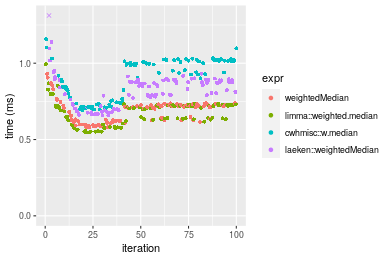 time (ms)
1.0
0.5
0.0
0
25
50
75
100
iteration
expr
weightedMedian
limma::weighted.median
cwhmisc::w.median
laeken::weightedMedian